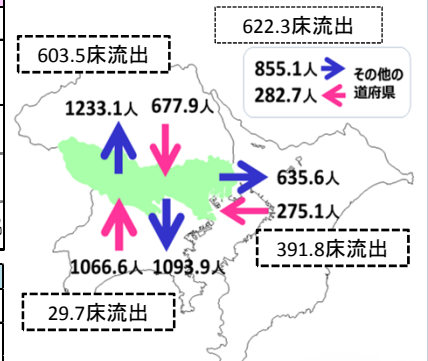 622.3床流出
603.5床流出
855.1人 その他の
282.7人 道府県
1233.1人 677.9人
635.6人
275.1人
391.8床流出
1066.6人 1093.9人
29.7床流出